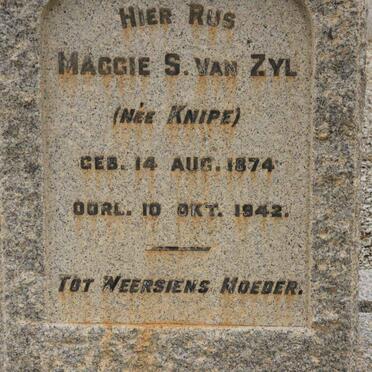 HIER RUS
MAGGIE S. VAN ZYL
(NÉE KNIPE)
GEB. 14 AUG. 1874
OORL. 10 OKT. 1942.
TOT WEERSIENS MOEDER.